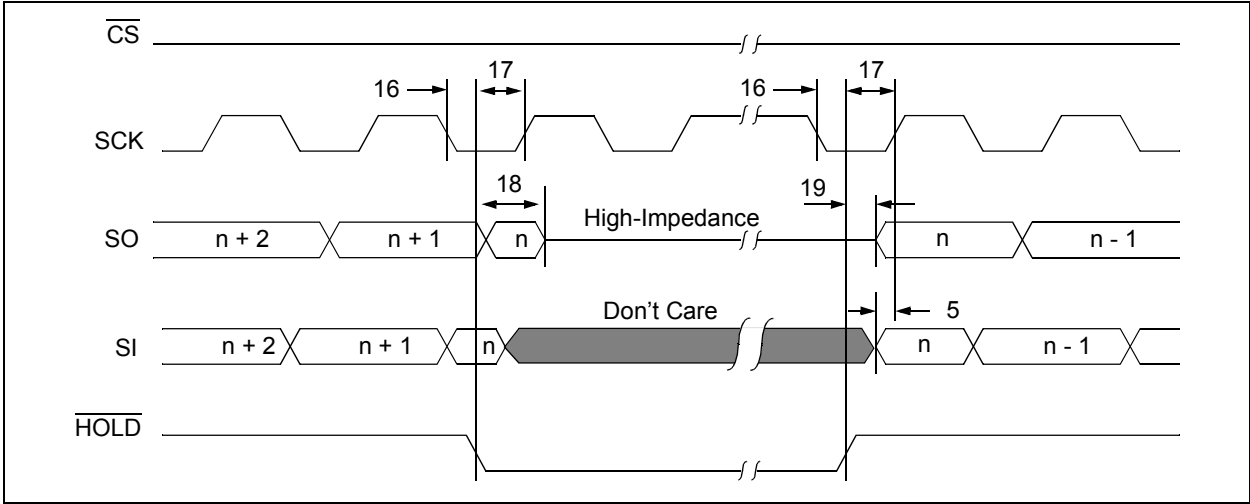 CS
17
17
16
16
SCK
18
19
High-Impedance
SO
n + 2
n + 1
n
n
n - 1
Don't Care
5
SI
n + 2
n + 1
n
n
n - 1
HOLD